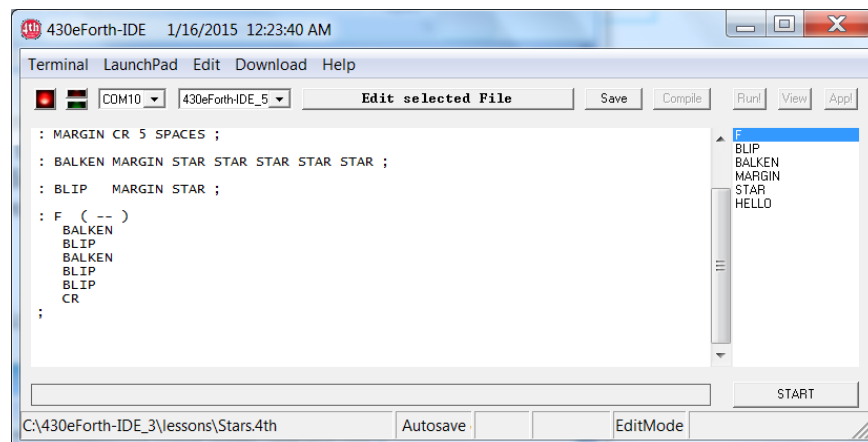 4th 430eForth-IDE 1/16/2015 12:23:40 AM
Terminal LaunchPad Edit Download Help
COM10 430eForth-IDE_5 Edit selected File Save Compile Run! View App!
: MARGIN CR 5 SPACES ;
: BALKEN MARGIN STAR STAR STAR STAR STAR ;
: BLIP MARGIN STAR ;
: F ( -- )
BALKEN
BLIP
BALKEN
BLIP
BLIP
CR
;
F
BLIP
BALKEN
MARGIN
STAR
HELLO
START
C:\430eForth-IDE_3\lessons\Stars.4th Autosave EditMode